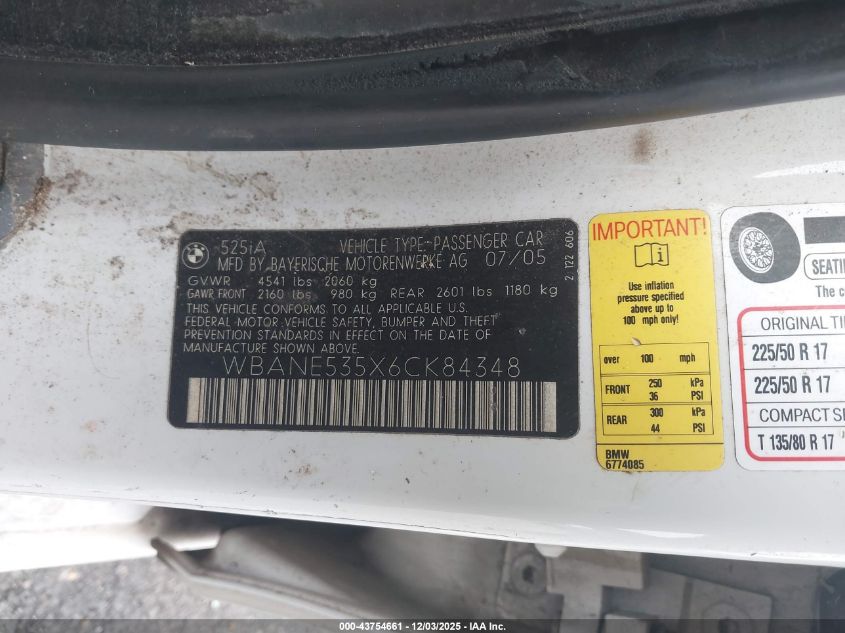 BMW
525iA VEHICLE TYPE-PASSENGER CAR
MFD BY BAYERISCHE MOTORENWERKE AG 07/05
GVWR 4541 lbs 2060 kg
GAWR FRONT 2160 lbs 980 kg REAR 2601 lbs 1180 kg
THIS VEHICLE CONFORMS TO ALL APPLICABLE U.S.
FEDERAL MOTOR VEHICLE SAFETY, BUMPER AND THEFT
PREVENTION STANDARDS IN EFFECT ON THE DATE OF
MANUFACTURE SHOWN ABOVE.
WBANE535X6CK84348
2 122 606
IMPORTANT!
i
Use inflation
pressure specified
below up to
100 mph only!
over 100 mph
FRONT 250 kPa
36 PSI
REAR 300 kPa
44 PSI
BMW
6774085
SEATIN
The c
ORIGINAL TI
225/50 R 17
225/50 R 17
COMPACT S
T 135/80 R 17
000-43754661 - 12/03/2025 - IAA Inc.